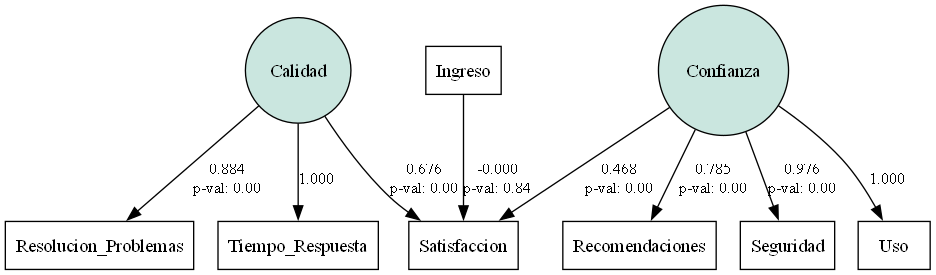 Calidad
Ingreso
Confianza
0.884
p-val: 0.00
1.000
0.676
p-val: 0.00
-0.000
p-val: 0.84
0.468
p-val: 0.00
0.785
p-val: 0.00
0.976
p-val: 0.00
1.000
Resolucion_Problemas
Tiempo_Respuesta
Satisfaccion
Recomendaciones
Seguridad
Uso